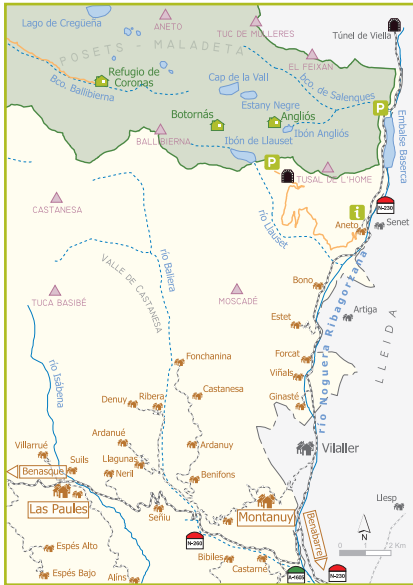 Lago de Cregüeña
ANETO
TUC DE MULLERES
Túnel de Viella
POSETS - MALADETA
EL FEIXAN
Refugio de
Coronas
Cap de la Vall
bco. de Salenques
Bco. Ballibierna
Estany Negre
P
Botornás
Angliós
Embalse Baserca
BALLIBIERNA
Ibón Angliós
Ibón de Llauset
P
TUSAL DE L'HOME
CASTANESA
N-230
río Llauset
i
Aneto
Senet
VALLE DE CASTANESA
río Baliera
río Noguera Ribagorzana
Bono
TUCA BASIBÉ
MOSCADÉ
Artiga
Estet
LLEIDA
río Isábena
Fonchanina
Forcat
Viñals
Castanesa
Denuy
Ribera
Ginasté
Ardanué
Villarrué
Ardanuy
Vilaller
Suils
Llagunas
Benasque
Neril
Benifons
Las Paules
Llesp
Seniu
Montanuy
Benabarre
N
N-260
Espés Alto
Bibiles
Castarné
0
2 Km
Espés Bajo
Alíns
A-1605
N-230